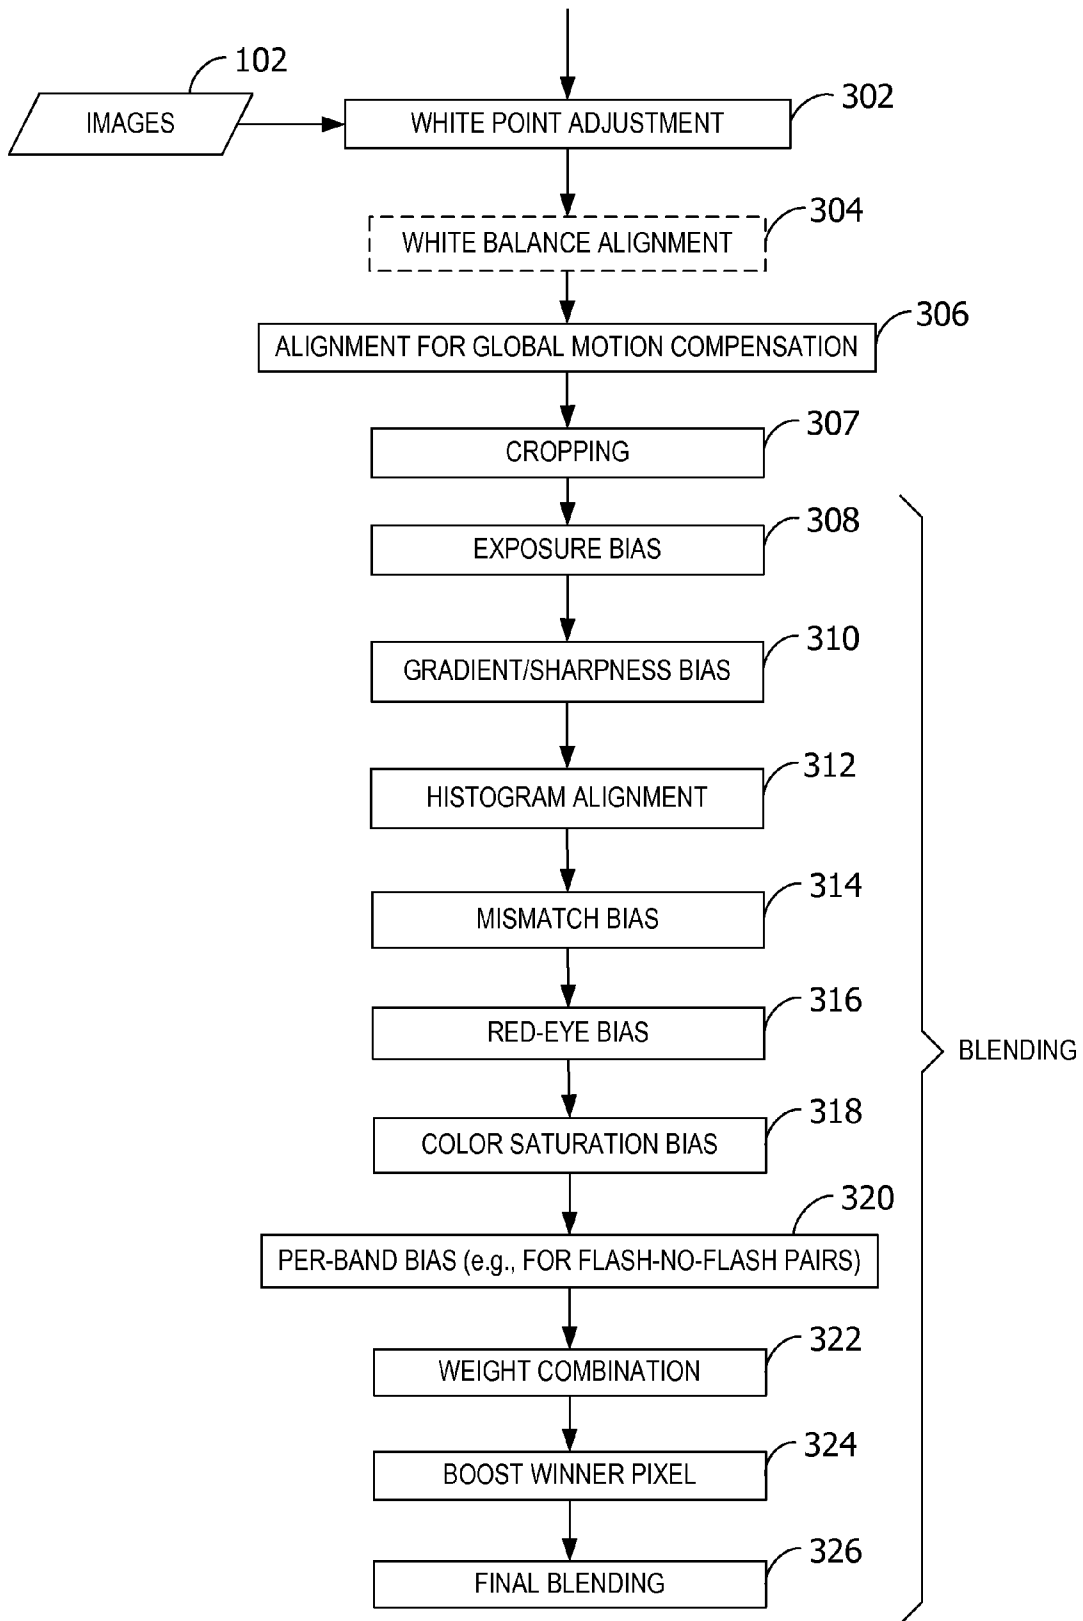 102
IMAGES
302
WHITE POINT ADJUSTMENT
304
WHITE BALANCE ALIGNMENT
306
ALIGNMENT FOR GLOBAL MOTION COMPENSATION
307
CROPPING
308
EXPOSURE BIAS
310
GRADIENT/SHARPNESS BIAS
312
HISTOGRAM ALIGNMENT
314
MISMATCH BIAS
316
RED-EYE BIAS
BLENDING
318
COLOR SATURATION BIAS
320
PER-BAND BIAS (e.g., FOR FLASH-NO-FLASH PAIRS)
322
WEIGHT COMBINATION
324
BOOST WINNER PIXEL
326
FINAL BLENDING